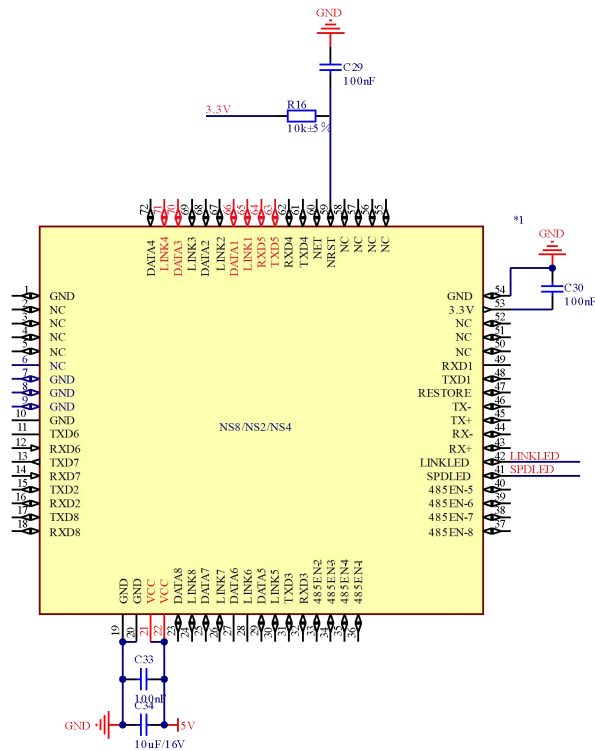 GND
C29
100nF
3.3V
R16
10k±5%
72
71
70
69
68
67
66
65
64
63
62
61
60
59
58
57
56
55
DATA4
LINK4
DATA3
LINK3
DATA2
LINK2
DATA1
LINK1
RXD5
TXD5
RXD4
TXD4
NET
NRST
NC
NC
NC
NC
*1
GND
C30
100nF
1 GND
2 NC
3 NC
4 NC
5 NC
6 NC
7 GND
8 GND
9 GND
10 GND
11 TXD6
12 RXD6
13 TXD7
14 RXD7
15 TXD2
16 RXD2
17 TXD8
18 RXD8
NS8/NS2/NS4
GND 54
3.3V 53
NC 52
NC 51
NC 50
RXD1 49
TXD1 48
RESTORE 47
TX- 46
TX+ 45
RX- 44
RX+ 43
LINKLED 42 LINKLED
SPDLED 41 SPDLED
485EN-5 40
485EN-6 39
485EN-7 38
485EN-8 37
GND
GND
VCC
VCC
DATA8
LINK8
DATA7
LINK7
DATA6
LINK6
DATA5
LINK5
TXD3
RXD3
485EN-2
485EN-3
485EN-4
485EN-1
19
20
21
22
23
24
25
26
27
28
29
30
31
32
33
34
35
36
C33
100nF
C34
10uF/16V
GND
5V